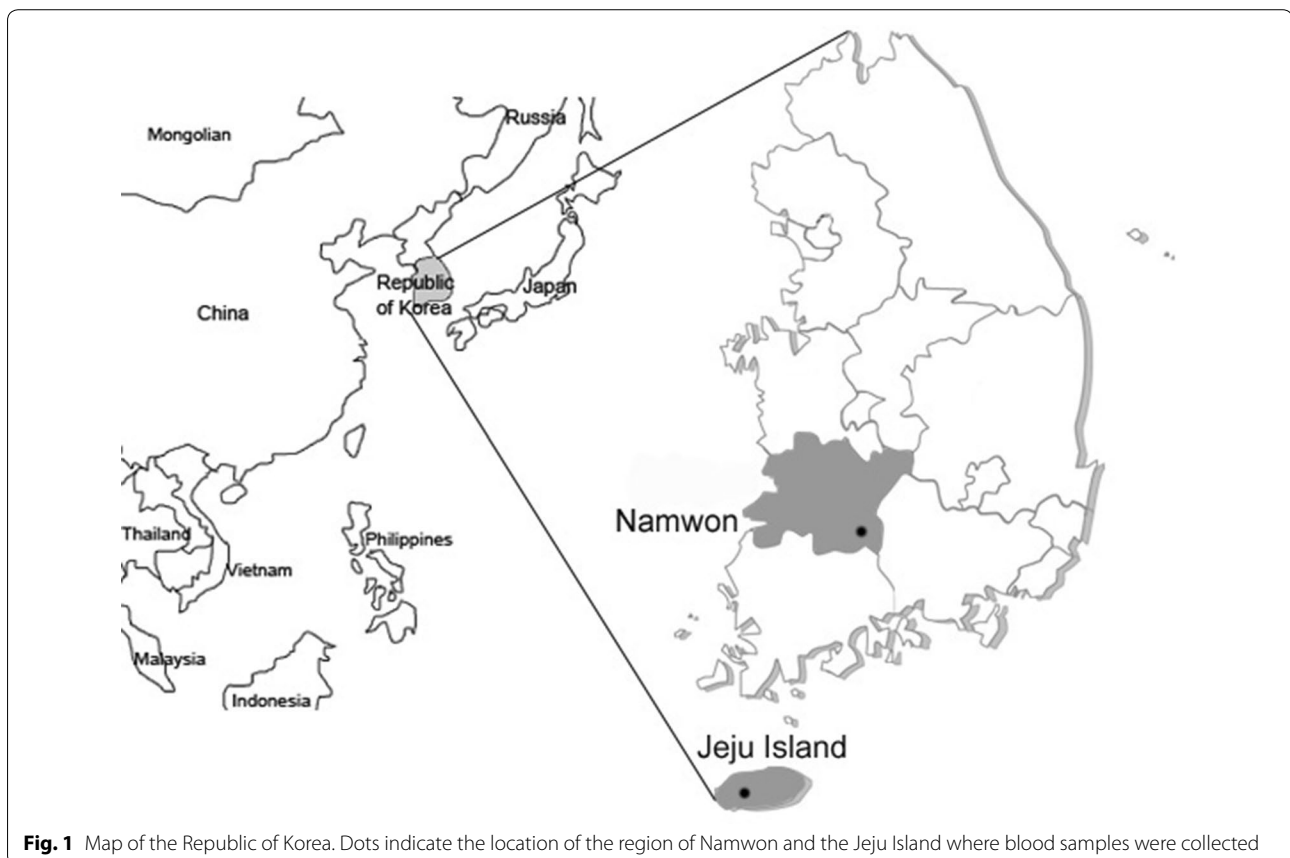 Mongolian
Russia
Republic
of Korea
Japan
China
Namwon
Thailand
Philippines
Vietnam
Malaysia
Indonesia
Jeju Island
Fig. 1 Map of the Republic of Korea. Dots indicate the location of the region of Namwon and the Jeju Island where blood samples were collected